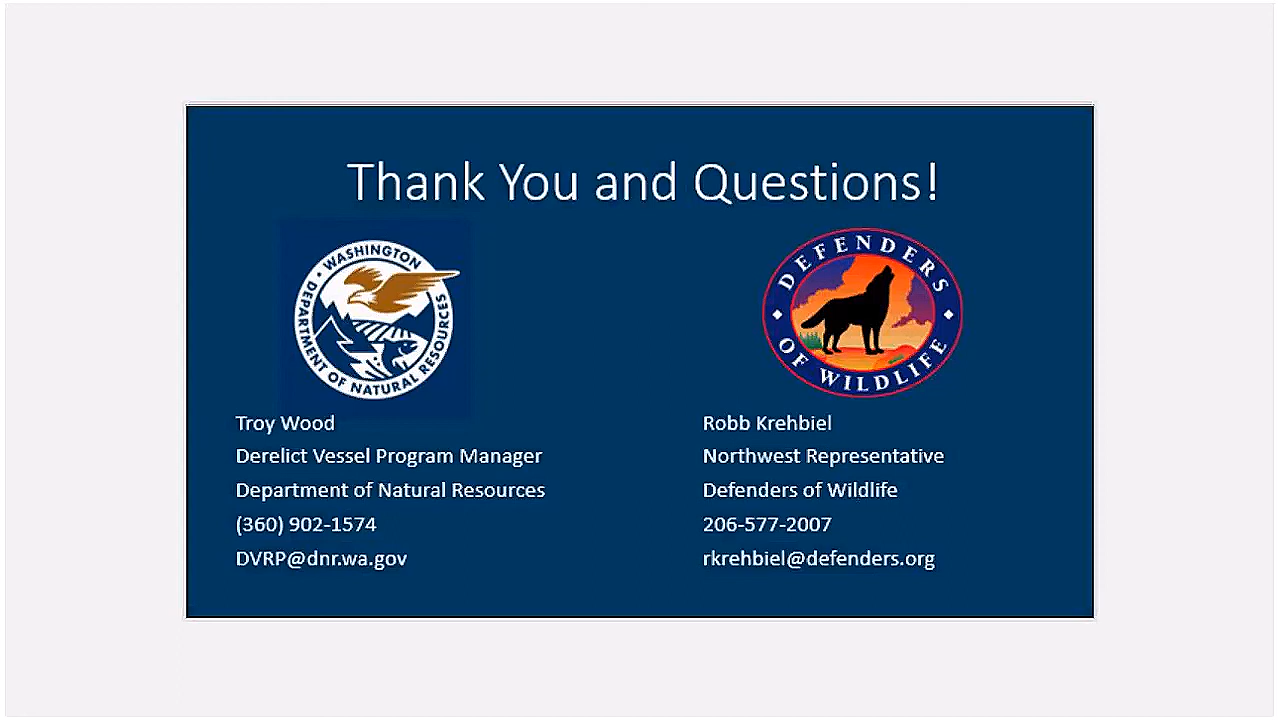 Thank You and Questions!
WASHINGTON
DEPARTMENT OF NATURAL RESOURCES
DEFENDERS
OF WILDLIFE
Troy Wood
Derelict Vessel Program Manager
Department of Natural Resources
(360) 902-1574
DVRP@dnr.wa.gov
Robb Krehbiel
Northwest Representative
Defenders of Wildlife
206-577-2007
rkrehbiel@defenders.org